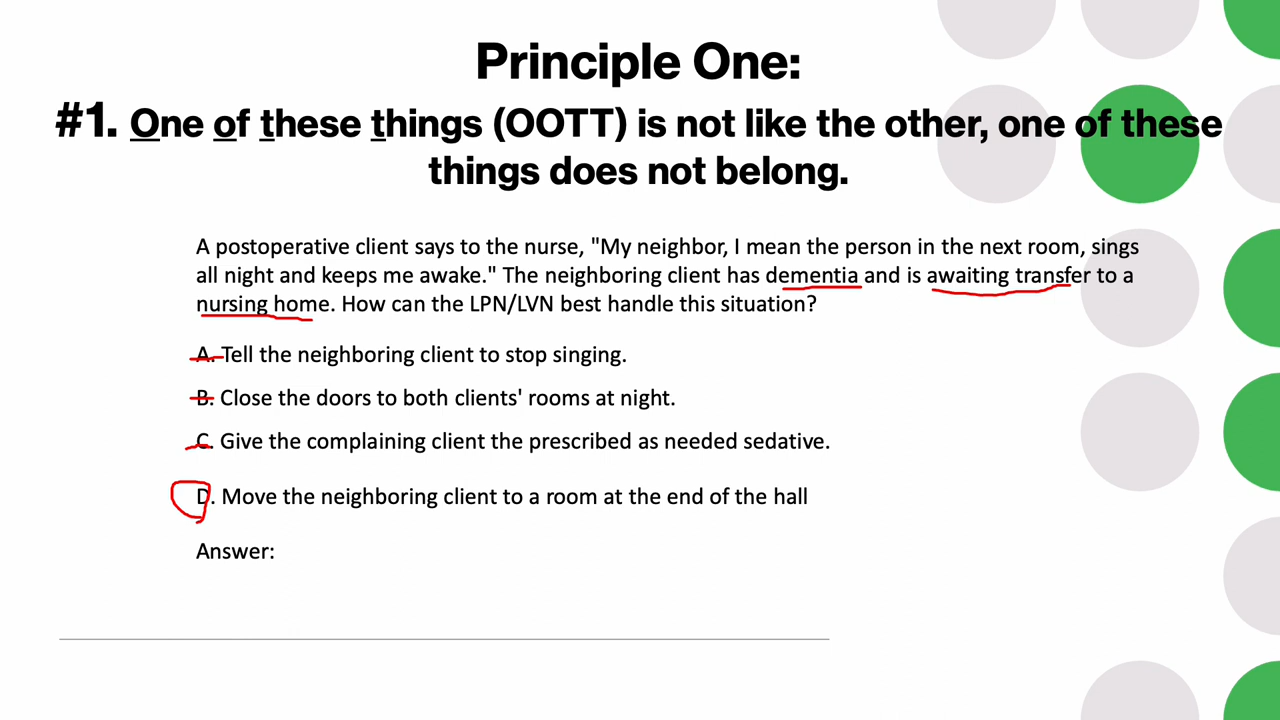 Principle One:
#1. One of these things (OOTT) is not like the other, one of these
things does not belong.
A postoperative client says to the nurse, "My neighbor, I mean the person in the next room, sings
all night and keeps me awake." The neighboring client has dementia and is awaiting transfer to a
nursing home. How can the LPN/LVN best handle this situation?
A. Tell the neighboring client to stop singing.
B. Close the doors to both clients' rooms at night.
C. Give the complaining client the prescribed as needed sedative.
D. Move the neighboring client to a room at the end of the hall
Answer: